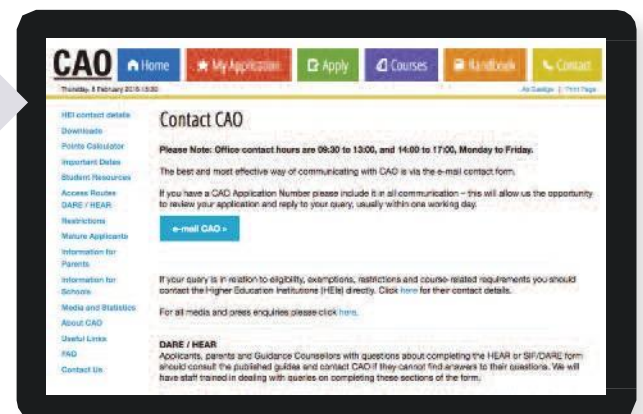 CAO
Home
My Application
Apply
Courses
Handbook
Contact
Thursday, 8 February 2018 15:00
As Gaeilge | Print Page
HEI contact details
Downloads
Points Calculator
Important Dates
Student Resources
Access Routes
DARE / HEAR
Restrictions
Mature Applicants
Information for
Parents
Information for
Schools
Media and Statistics
About CAO
Useful Links
FAQ
Contact Us
Contact CAO
Please Note: Office contact hours are 09:30 to 13:00, and 14:00 to 17:00, Monday to Friday.
The best and most effective way of communicating with CAO is via the e-mail contact form.
If you have a CAO Application Number please include it in all communication – this will allow us the opportunity
to review your application and reply to your query, usually within one working day.
e-mail CAO »
If your query is in relation to eligibility, exemptions, restrictions and course-related requirements you should
contact the Higher Education Institutions (HEIs) directly. Click here for their contact details.
For all media and press enquiries please click here.
DARE / HEAR
Applicants, parents and Guidance Counsellors with questions about completing the HEAR or SIF/DARE form
should consult the published guides and contact CAO if they cannot find answers to their questions. We will
have staff trained in dealing with queries on completing these sections of the form.